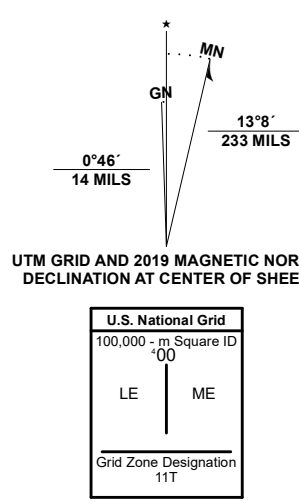 ★
MN
GN
0°46´
14 MILS
13°8´
233 MILS
UTM GRID AND 2019 MAGNETIC NOR
DECLINATION AT CENTER OF SHEE
U.S. National Grid
100,000 - m Square ID
⁴00
LE ME
Grid Zone Designation
11T